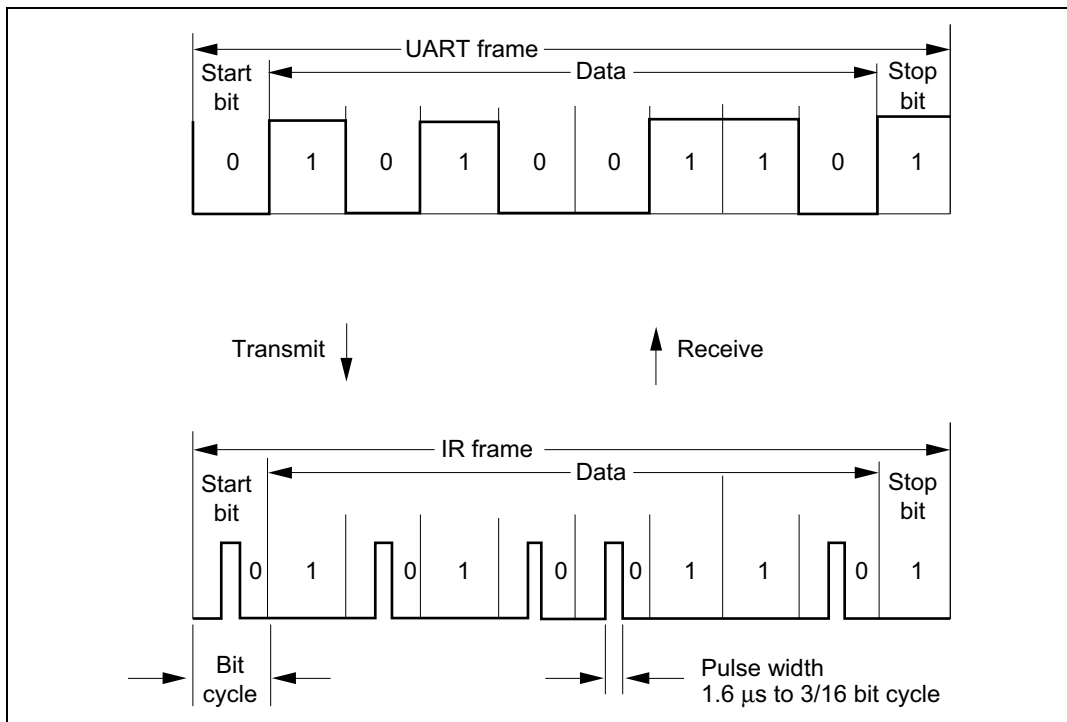 UART frame
Start bit
Data
Stop bit
0 1 0 1 0 0 1 1 0 1
Transmit
Receive
IR frame
Start bit
Data
Stop bit
0 1 0 1 0 0 1 1 0 1
Bit cycle
Pulse width
1.6 μs to 3/16 bit cycle